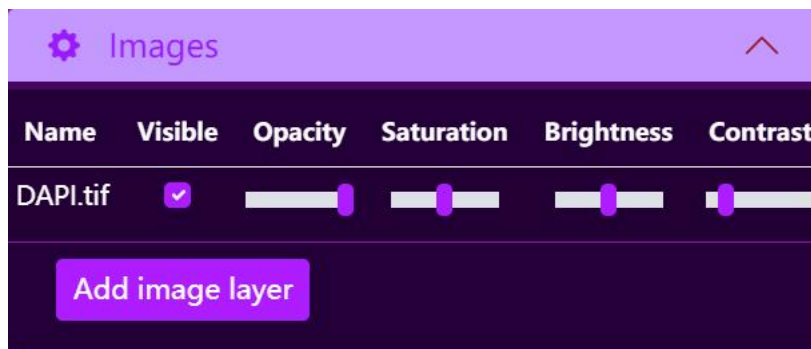 Images
Name Visible Opacity Saturation Brightness Contrast
DAPI.tif
Add image layer